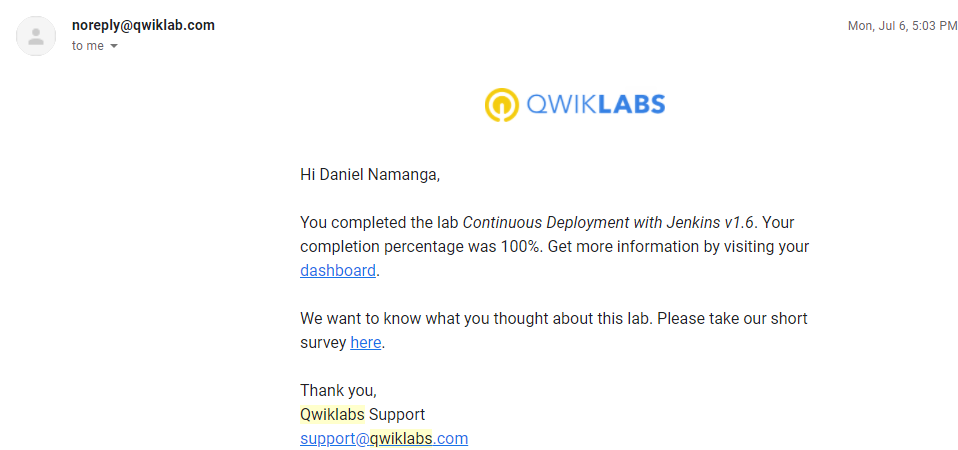 noreply@qwiklab.com
Mon, Jul 6, 5:03 PM
to me
QWIKLABS
Hi Daniel Namanga,
You completed the lab Continuous Deployment with Jenkins v1.6. Your
completion percentage was 100%. Get more information by visiting your
dashboard.
We want to know what you thought about this lab. Please take our short
survey here.
Thank you,
Qwiklabs Support
support@qwiklabs.com